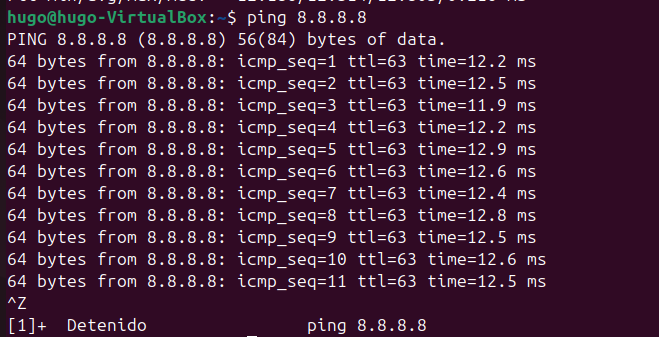 hugo@hugo-VirtualBox:~$ ping 8.8.8.8
PING 8.8.8.8 (8.8.8.8) 56(84) bytes of data.
64 bytes from 8.8.8.8: icmp_seq=1 ttl=63 time=12.2 ms
64 bytes from 8.8.8.8: icmp_seq=2 ttl=63 time=12.5 ms
64 bytes from 8.8.8.8: icmp_seq=3 ttl=63 time=11.9 ms
64 bytes from 8.8.8.8: icmp_seq=4 ttl=63 time=12.2 ms
64 bytes from 8.8.8.8: icmp_seq=5 ttl=63 time=12.9 ms
64 bytes from 8.8.8.8: icmp_seq=6 ttl=63 time=12.6 ms
64 bytes from 8.8.8.8: icmp_seq=7 ttl=63 time=12.4 ms
64 bytes from 8.8.8.8: icmp_seq=8 ttl=63 time=12.8 ms
64 bytes from 8.8.8.8: icmp_seq=9 ttl=63 time=12.5 ms
64 bytes from 8.8.8.8: icmp_seq=10 ttl=63 time=12.6 ms
64 bytes from 8.8.8.8: icmp_seq=11 ttl=63 time=12.5 ms
^Z
[1]+  Detenido                ping 8.8.8.8